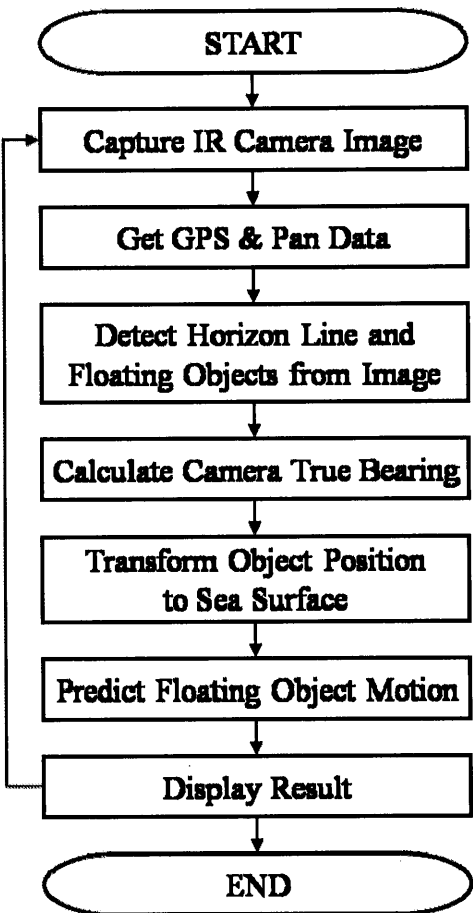 START
Capture IR Camera Image
Get GPS & Pan Data
Detect Horizon Line and
Floating Objects from Image
Calculate Camera True Bearing
Transform Object Position
to Sea Surface
Predict Floating Object Motion
Display Result
END